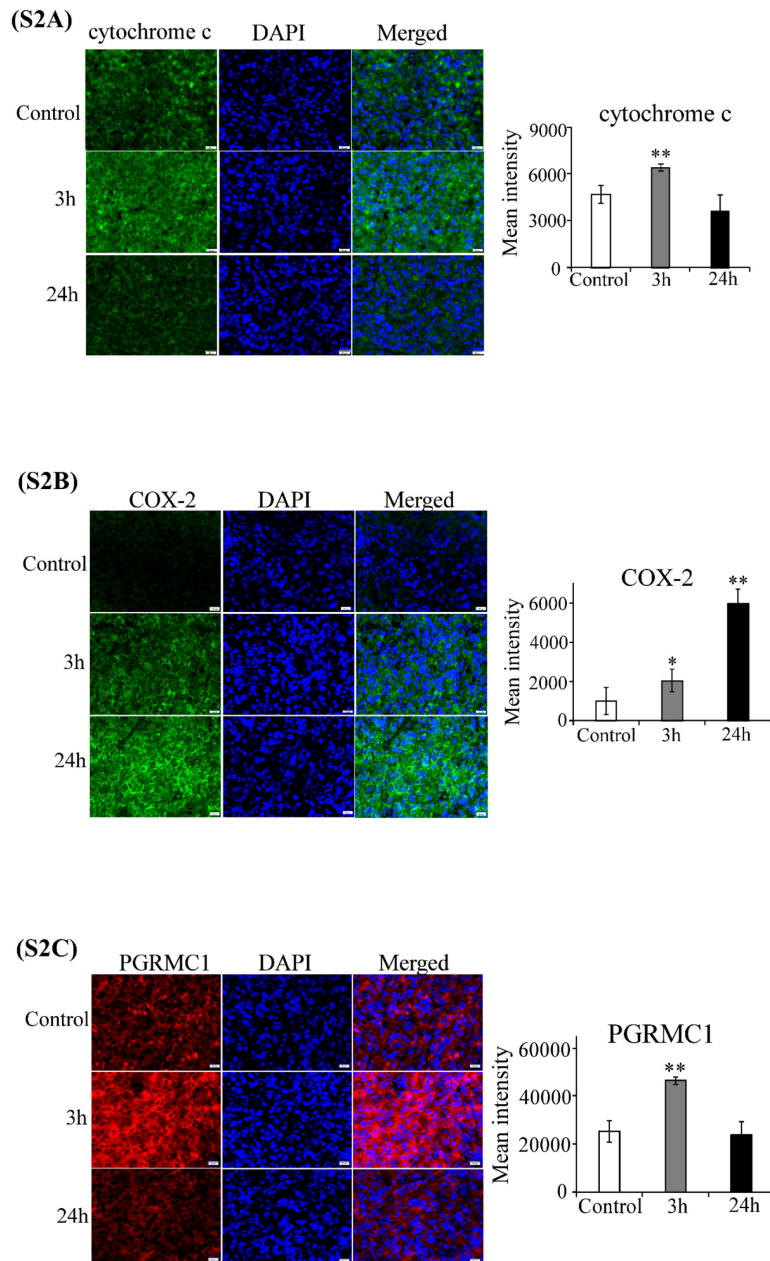 (S2A)
cytochrome c DAPI Merged
Control
3h
24h
cytochrome c
Mean intensity
9000
6000
3000
0
**
Control 3h 24h
(S2B)
COX-2 DAPI Merged
Control
3h
24h
COX-2
Mean intensity
6000
4000
2000
0
*
**
Control 3h 24h
(S2C)
PGRMC1 DAPI Merged
Control
3h
24h
PGRMC1
Mean intensity
60000
40000
20000
0
**
Control 3h 24h